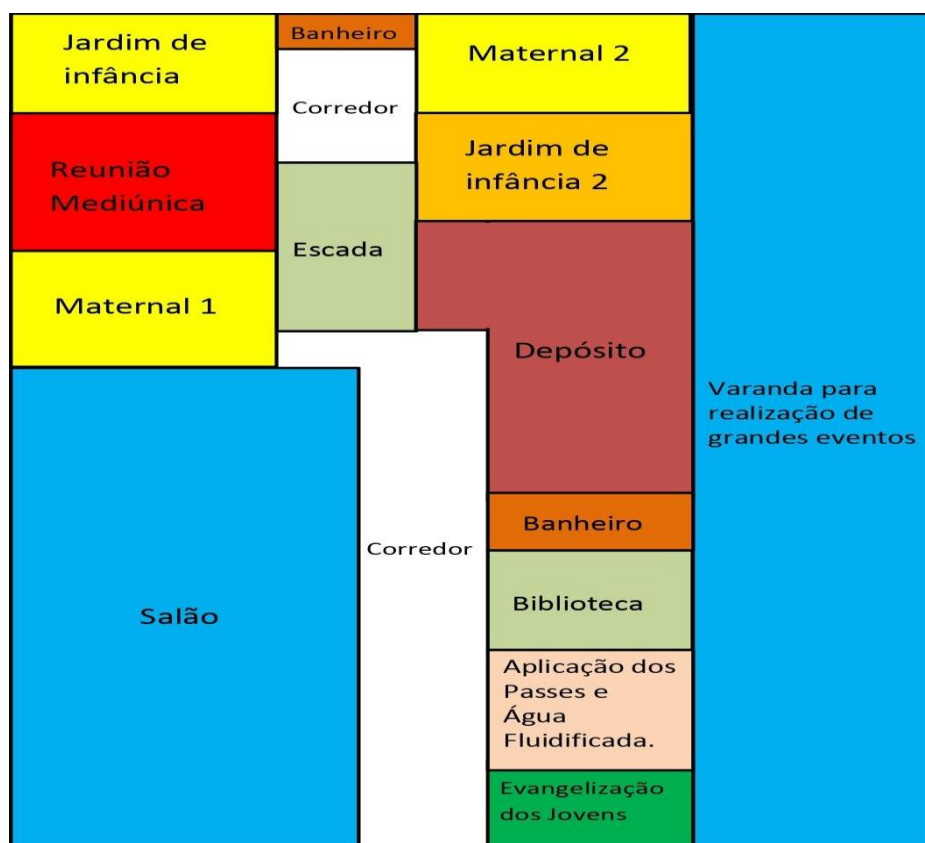 Jardim de
infância
Banheiro
Maternal 2
Corredor
Reunião
Mediúnica
Jardim de
infância 2
Escada
Maternal 1
Depósito
Varanda para
realização de
grandes eventos
Banheiro
Corredor
Salão
Biblioteca
Aplicação dos
Passes e
Água
Fluidificada.
Evangelização
dos Jovens